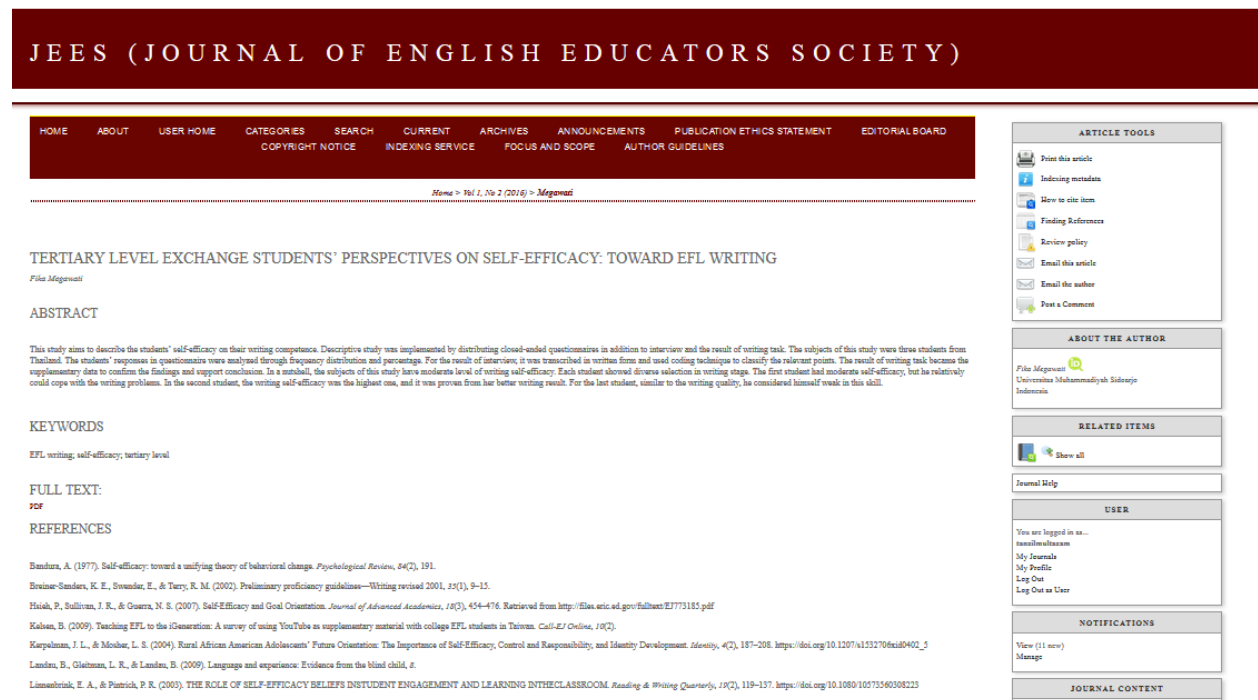 JEES (JOURNAL OF ENGLISH EDUCATORS SOCIETY)
HOME ABOUT USER HOME CATEGORIES SEARCH CURRENT ARCHIVES ANNOUNCEMENTS PUBLICATION ETHICS STATEMENT EDITORIAL BOARD
COPYRIGHT NOTICE INDEXING SERVICE FOCUS AND SCOPE AUTHOR GUIDELINES
Home > Vol 1, No 2 (2016) > Megawati
TERTIARY LEVEL EXCHANGE STUDENTS' PERSPECTIVES ON SELF-EFFICACY: TOWARD EFL WRITING
Fika Megawati
ABSTRACT
This study aims to describe the students' self-efficacy on their writing competence. Descriptive study was implemented by distributing closed-ended questionnaires in addition to interview and the result of writing task. The subjects of this study were three students from
Thailand. The students' responses in questionnaire were analyzed through frequency distribution and percentage. For the result of interview, it was transcribed in written form and used coding technique to classify the relevant points. The result of writing task became the
supplementary data to confirm the findings and support conclusion. In a nutshell, the subjects of this study have moderate level of writing self-efficacy. Each student showed diverse selection in writing stage. The first student had moderate self-efficacy, but he relatively
could cope with the writing problems. In the second student, the writing self-efficacy was the highest one, and it was proven from her better writing result. For the last student, similar to the writing quality, he considered himself weak in this skill.
KEYWORDS
EFL writing; self-efficacy; tertiary level
FULL TEXT:
PDF
REFERENCES
Bandura, A. (1977). Self-efficacy: toward a unifying theory of behavioral change. Psychological Review, 84(2), 191.
Breiner-Sanders, K. E., Swender, E., & Terry, R. M. (2002). Preliminary proficiency guidelines—Writing revised 2001, 35(1), 9–15.
Hsieh, P., Sullivan, J. R., & Guerra, N. S. (2007). Self-Efficacy and Goal Orientation. Journal of Advanced Academics, 18(3), 454–476. Retrieved from http://files.eric.ed.gov/fulltext/EJ773185.pdf
Kelsen, B. (2009). Teaching EFL to the iGeneration: A survey of using YouTube as supplementary material with college EFL students in Taiwan. Call-EJ Online, 10(2).
Kerpelman, J. L., & Mosher, L. S. (2004). Rural African American Adolescents' Future Orientation: The Importance of Self-Efficacy, Control and Responsibility, and Identity Development. Identity, 4(2), 187–208. https://doi.org/10.1207/s1532706xid0402_5
Landau, B., Gleitman, L. R., & Landau, B. (2009). Language and experience: Evidence from the blind child, 8.
Linnenbrink, E. A., & Pintrich, P. R. (2003). THE ROLE OF SELF-EFFICACY BELIEFS INSTUDENT ENGAGEMENT AND LEARNING INTHECLASSROOM. Reading & Writing Quarterly, 19(2), 119–137. https://doi.org/10.1080/10573560308223
ARTICLE TOOLS
Print this article
Indexing metadata
How to cite item
Finding References
Review policy
Email this article
Email the author
Post a Comment
ABOUT THE AUTHOR
Fika Megawati iD
Universitas Muhammadiyah Sidoarjo
Indonesia
RELATED ITEMS
Show all
Journal Help
USER
You are logged in as...
tanzilmultazam
My Journals
My Profile
Log Out
Log Out as User
NOTIFICATIONS
View (11 new)
Manage
JOURNAL CONTENT